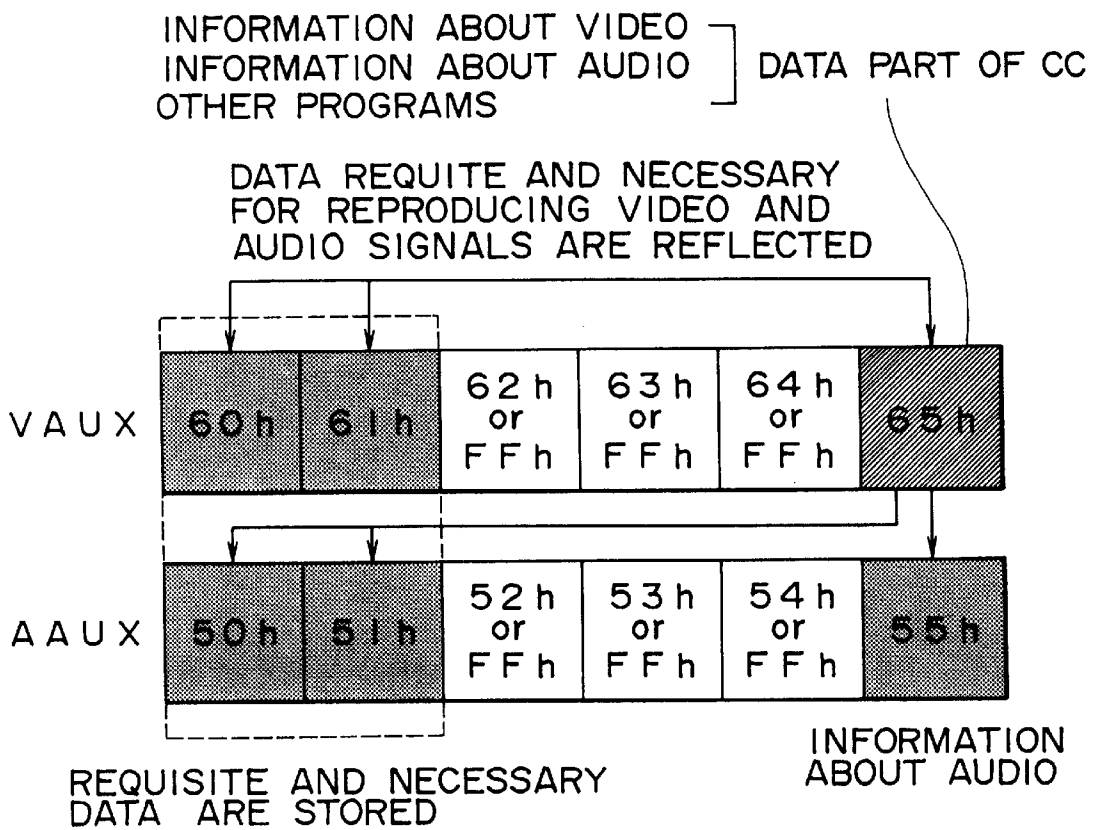 INFORMATION ABOUT VIDEO
INFORMATION ABOUT AUDIO
OTHER PROGRAMS
DATA PART OF CC
DATA REQUITE AND NECESSARY
FOR REPRODUCING VIDEO AND
AUDIO SIGNALS ARE REFLECTED
VAUX 60h 61h 62h or FFh 63h or FFh 64h or FFh 65h
AAUX 50h 51h 52h or FFh 53h or FFh 54h or FFh 55h
INFORMATION
ABOUT AUDIO
REQUISITE AND NECESSARY
DATA ARE STORED